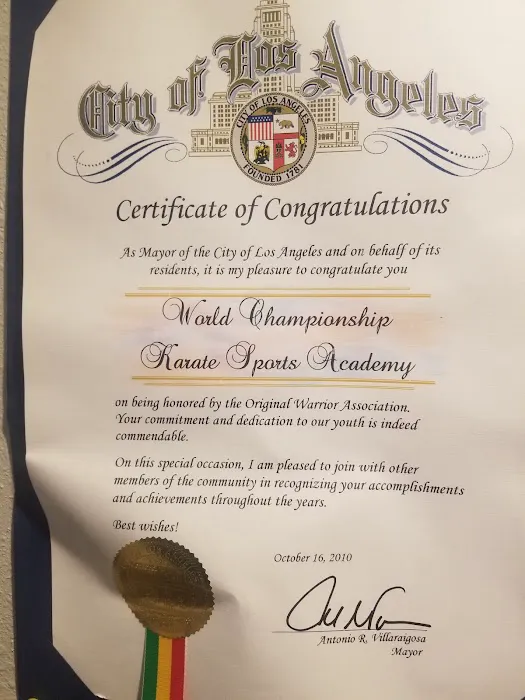 City of Los Angeles
CITY OF LOS ANGELES
FOUNDED 1781
Certificate of Congratulations
As Mayor of the City of Los Angeles and on behalf of its
residents, it is my pleasure to congratulate you
World Championship
Karate Sports Academy
on being honored by the Original Warrior Association.
Your commitment and dedication to our youth is indeed
commendable.
On this special occasion, I am pleased to join with other
members of the community in recognizing your accomplishments
and achievements throughout the years.
Best wishes!
October 16, 2010
Antonio R. Villaraigosa
Mayor